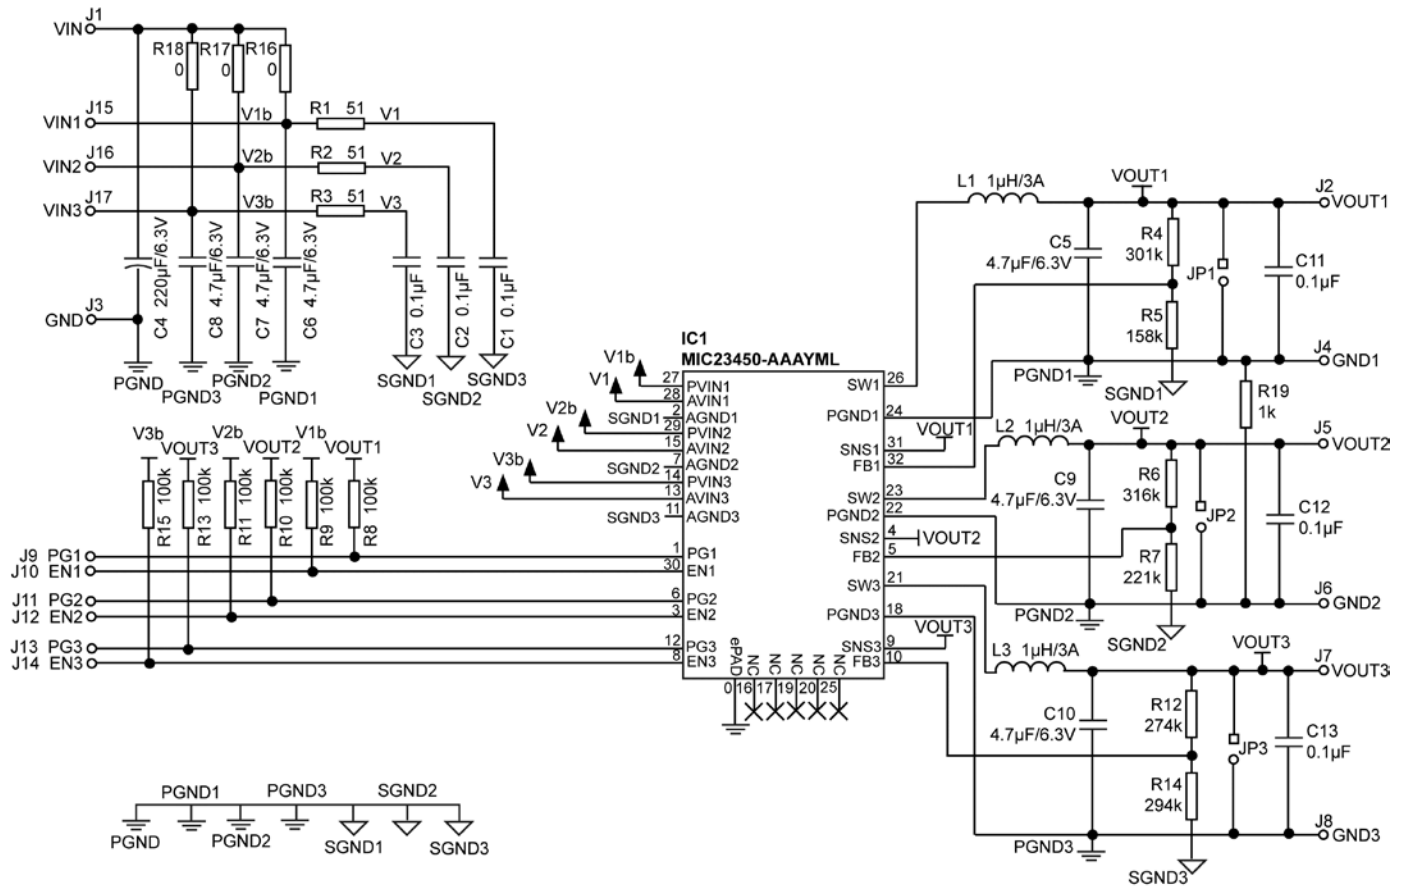 J1
VIN
R18 0
R17 0
R16 0
J15
VIN1
V1b
R1 51
V1
J16
VIN2
V2b
R2 51
V2
J17
VIN3
V3b
R3 51
V3
C4 220µF/6.3V
C8 4.7µF/6.3V
C7 4.7µF/6.3V
C6 4.7µF/6.3V
C3 0.1µF
C2 0.1µF
C1 0.1µF
J3
GND
PGND
PGND3
PGND2
PGND1
SGND1
SGND2
SGND3
V3b
VOUT3
V2b
VOUT2
V1b
VOUT1
R15 100k
R13 100k
R11 100k
R10 100k
R9 100k
R8 100k
J9 PG1
J10 EN1
J11 PG2
J12 EN2
J13 PG3
J14 EN3
IC1
MIC23450-AAAYML
V1b
27 PVIN1
V1
28 AVIN1
SGND1 2 AGND1
V2b
29 PVIN2
V2
15 AVIN2
SGND2 7 AGND2
V3b
14 PVIN3
V3
13 AVIN3
SGND3 11 AGND3
1 PG1
30 EN1
6 PG2
3 EN2
12 PG3
8 EN3
ePAD
NC
NC
NC
NC
NC
0 16 17 19 20 25
SW1 26
PGND1 24
VOUT1
SNS1 31
FB1 32
SW2 23
PGND2 22
SNS2 4
VOUT2
FB2 5
SW3 21
PGND3 18
VOUT3
SNS3 9
FB3 10
L1 1µH/3A
VOUT1
J2
VOUT1
C5
4.7µF/6.3V
R4
301k
R5
158k
JP1
C11
0.1µF
J4
GND1
PGND1
SGND1
R19
1k
L2 1µH/3A
VOUT2
J5
VOUT2
C9
4.7µF/6.3V
R6
316k
R7
221k
JP2
C12
0.1µF
J6
GND2
PGND2
SGND2
L3 1µH/3A
VOUT3
J7
VOUT3
C10
4.7µF/6.3V
R12
274k
R14
294k
JP3
C13
0.1µF
J8
GND3
PGND3
SGND3
PGND1
PGND3
SGND2
PGND
PGND2
SGND1
SGND3